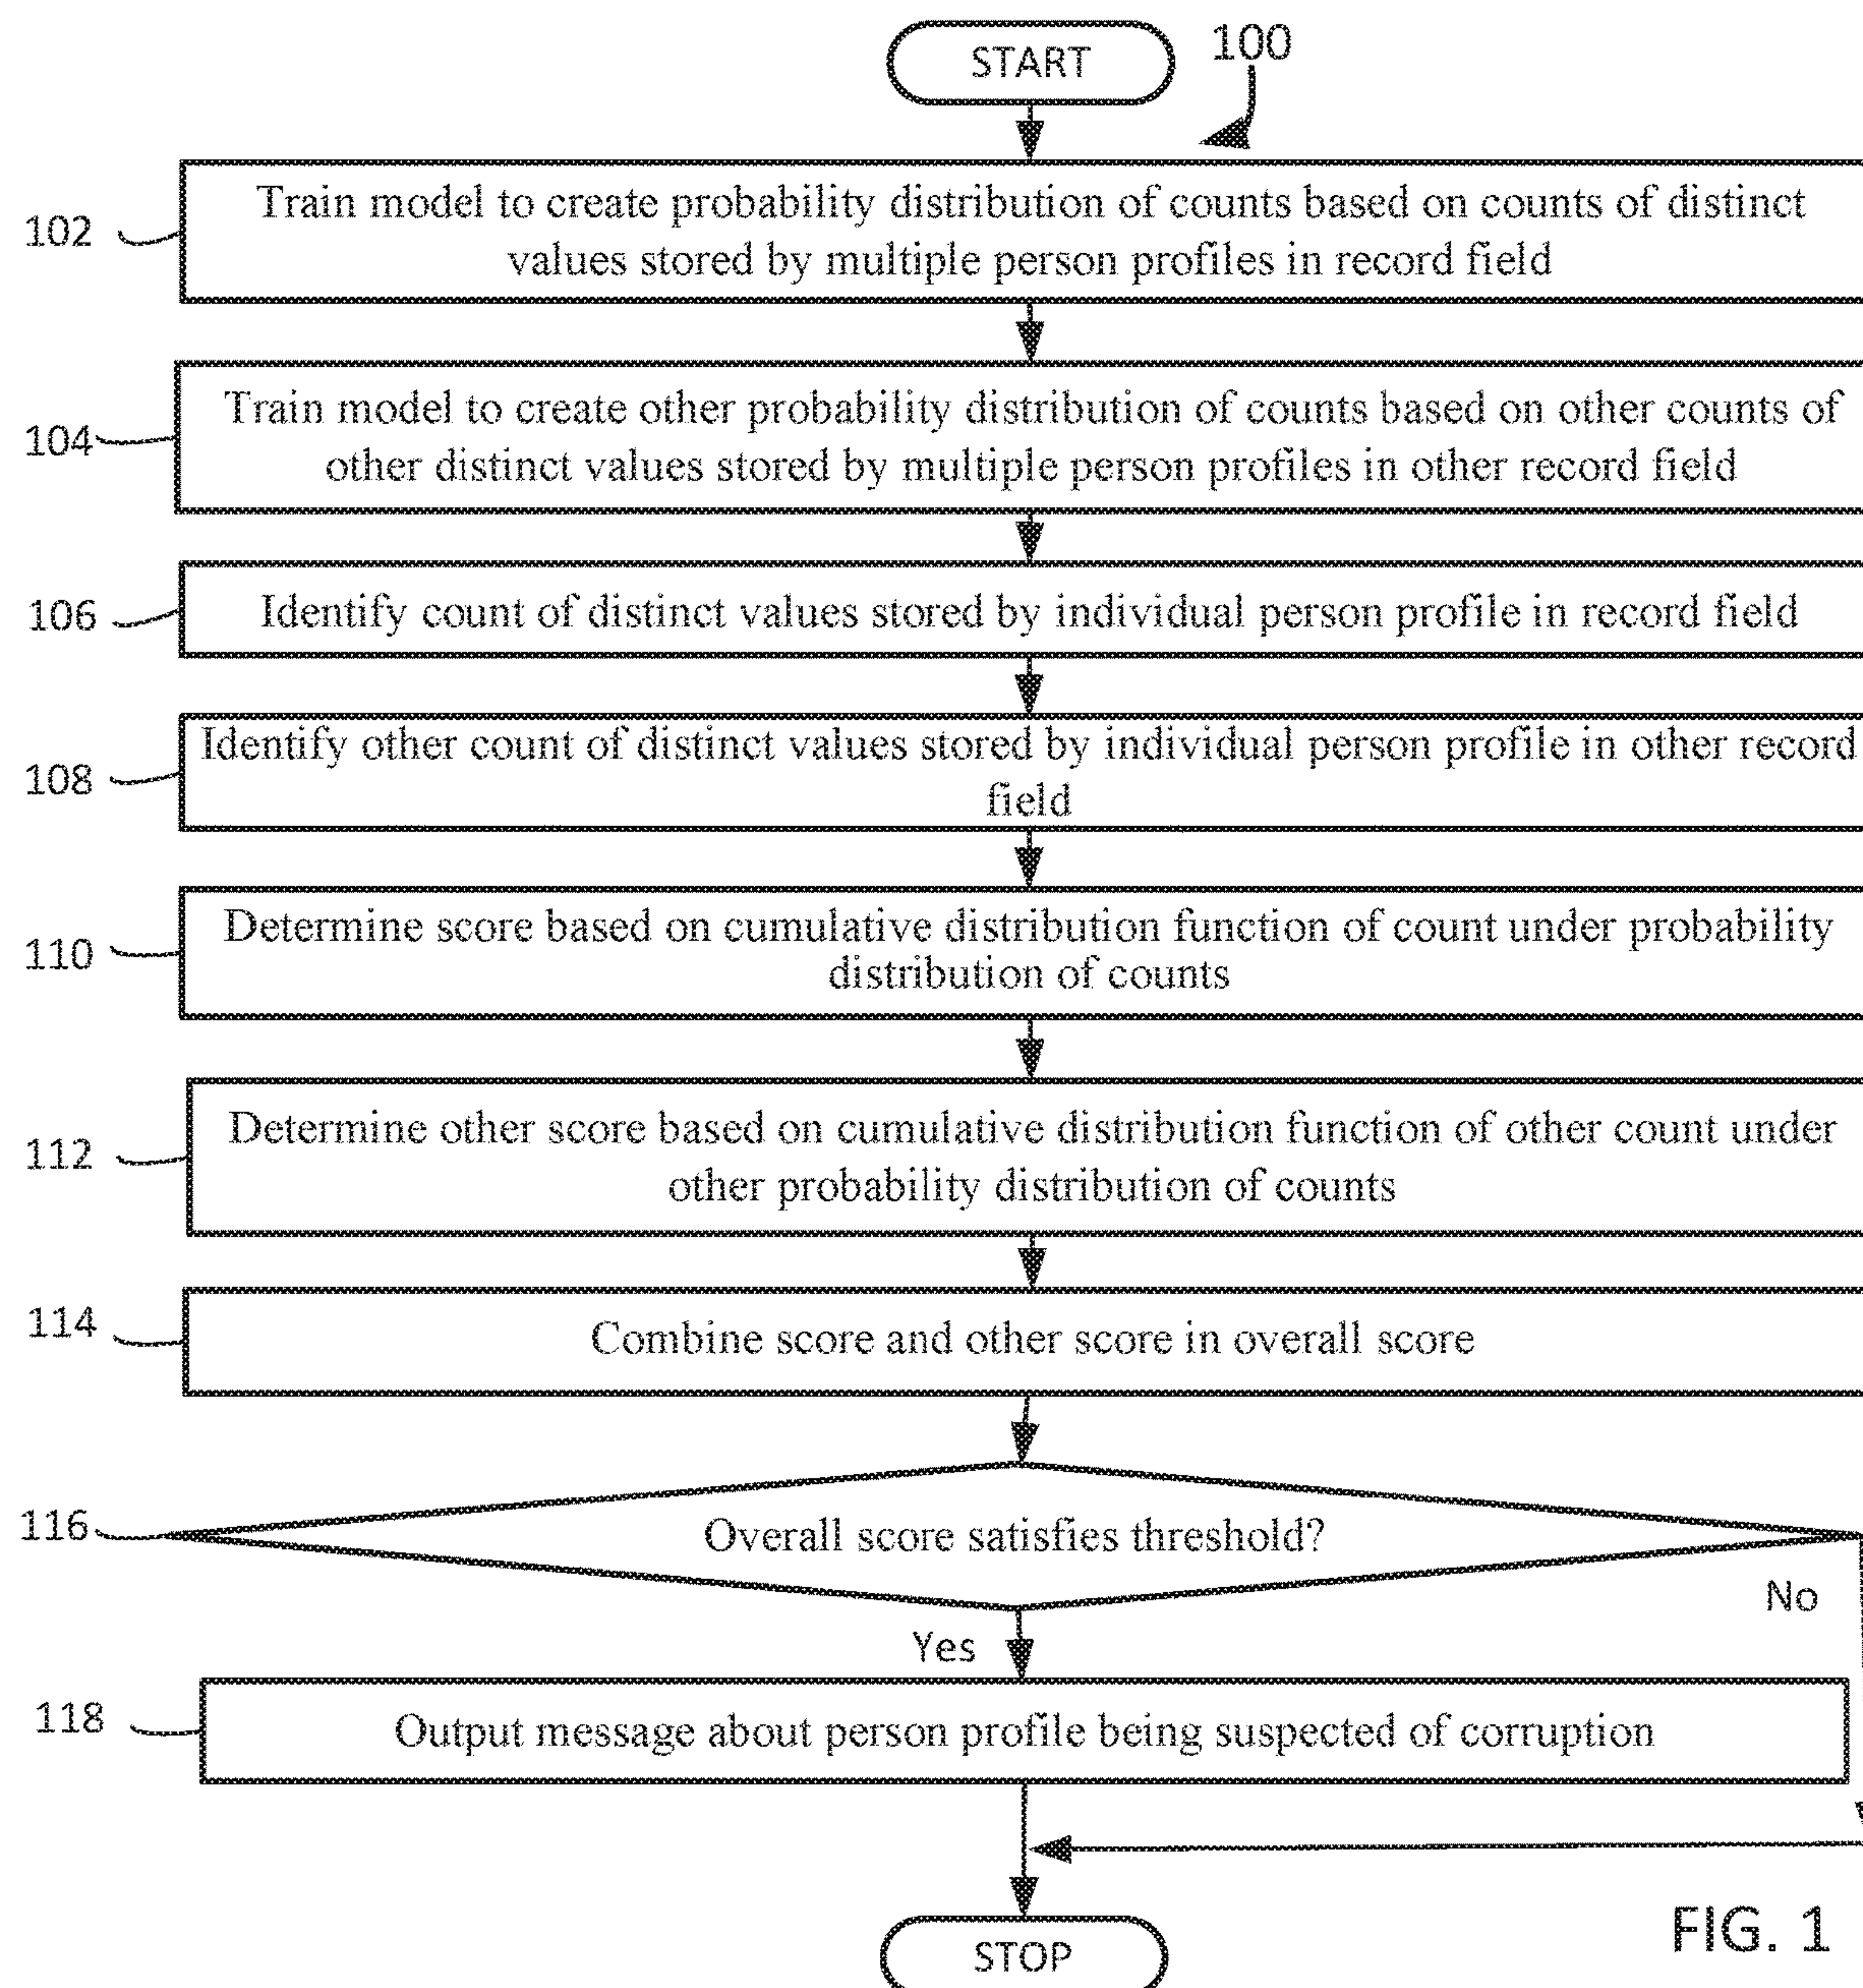 START
100
102
Train model to create probability distribution of counts based on counts of distinct
values stored by multiple person profiles in record field
104
Train model to create other probability distribution of counts based on other counts of
other distinct values stored by multiple person profiles in other record field
106
Identify count of distinct values stored by individual person profile in record field
108
Identify other count of distinct values stored by individual person profile in other record
field
110
Determine score based on cumulative distribution function of count under probability
distribution of counts
112
Determine other score based on cumulative distribution function of other count under
other probability distribution of counts
114
Combine score and other score in overall score
116
Overall score satisfies threshold?
No
Yes
118
Output message about person profile being suspected of corruption
STOP
FIG. 1